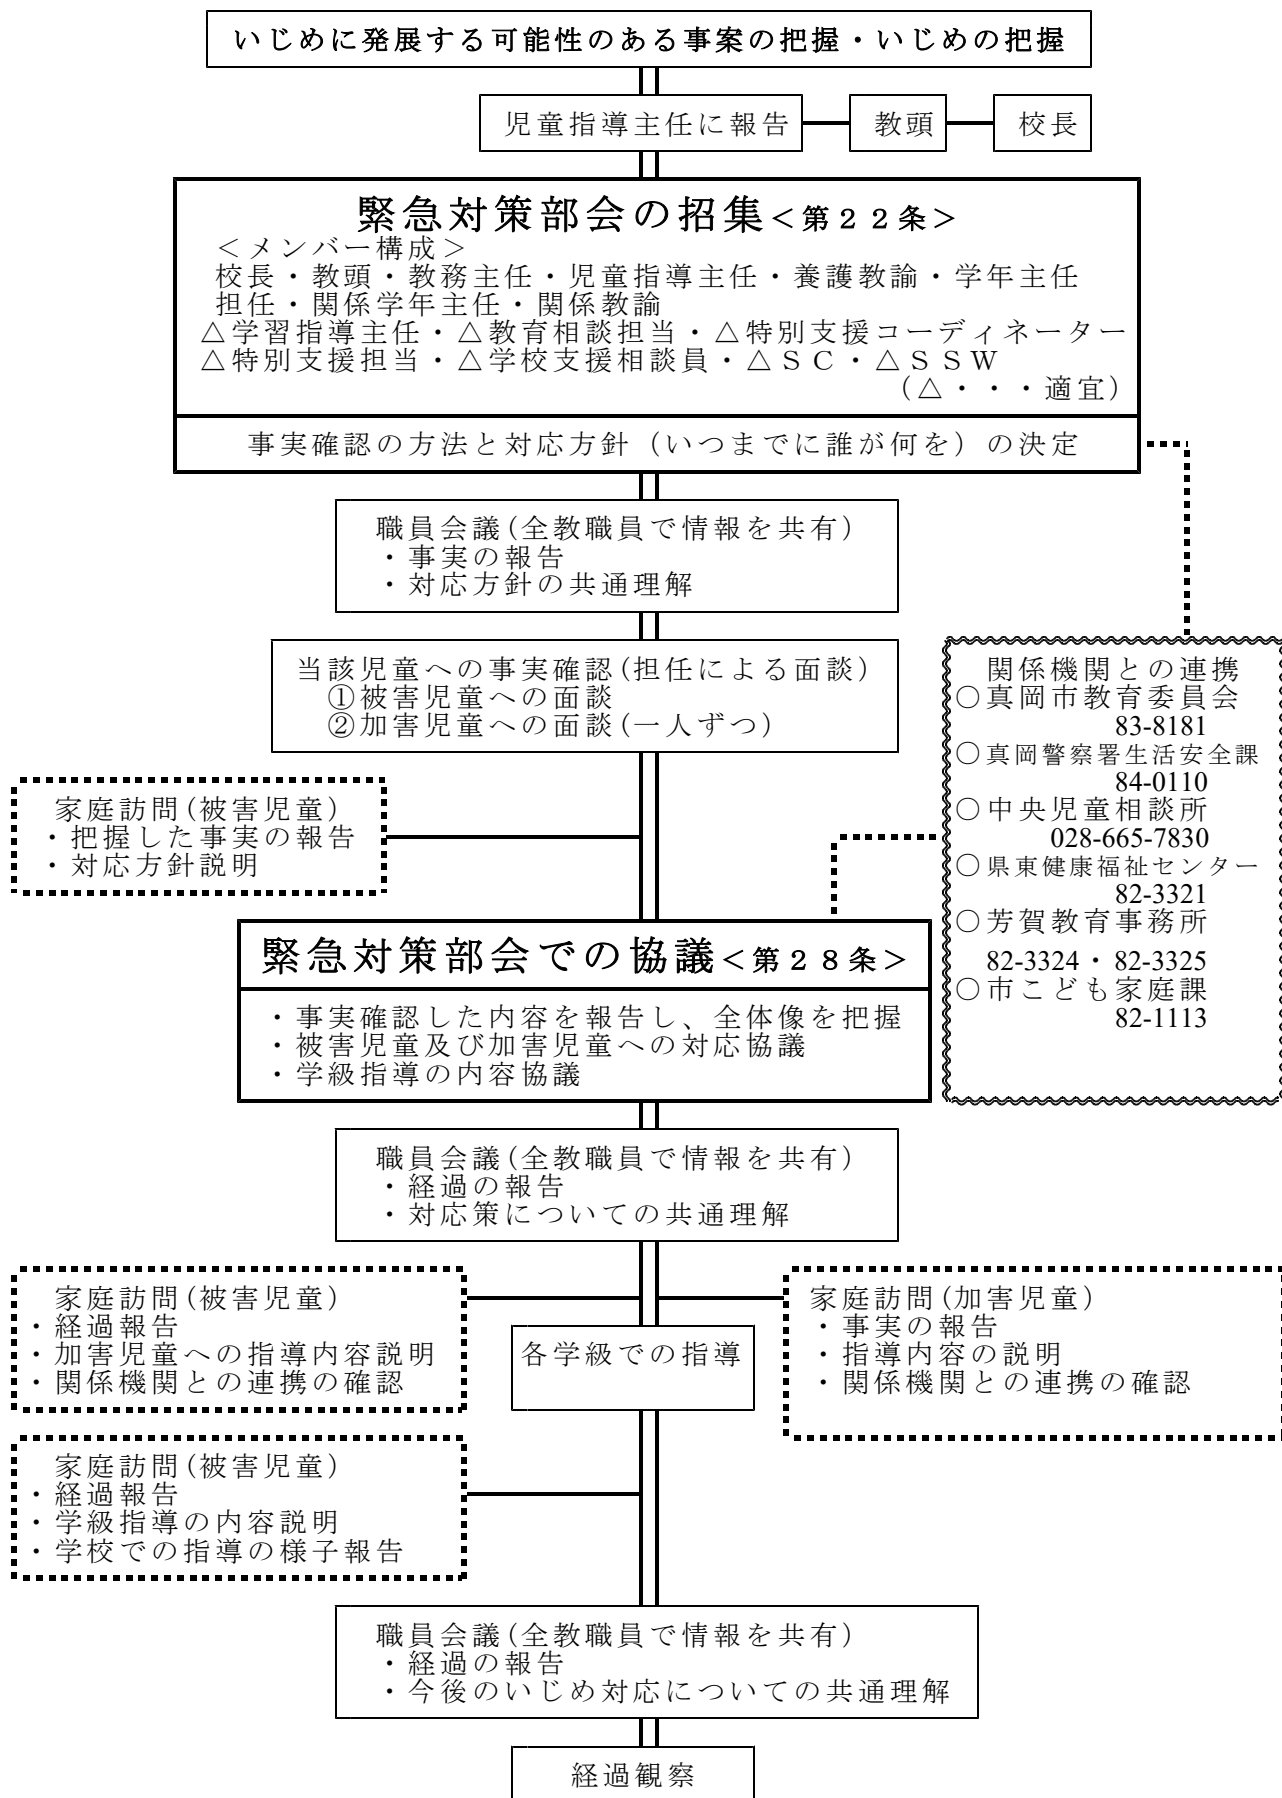 いじめに発展する可能性のある事案の把握・いじめの把握
児童指導主任に報告
教頭
校長
緊急対策部会の招集＜第２２条＞
＜メンバー構成＞
校長・教頭・教務主任・児童指導主任・養護教諭・学年主任
担任・関係学年主任・関係教諭
△学習指導主任・△教育相談担当・△特別支援コーディネーター
△特別支援担当・△学校支援相談員・△ＳＣ・△ＳＳＷ
（△・・・適宜）
事実確認の方法と対応方針（いつまでに誰が何を）の決定
職員会議(全教職員で情報を共有)
・事実の報告
・対応方針の共通理解
当該児童への事実確認(担任による面談)
①被害児童への面談
②加害児童への面談(一人ずつ)
関係機関との連携
○真岡市教育委員会
83-8181
○真岡警察署生活安全課
84-0110
○中央児童相談所
028-665-7830
○県東健康福祉センター
82-3321
○芳賀教育事務所
82-3324・82-3325
○市こども家庭課
82-1113
家庭訪問(被害児童)
・把握した事実の報告
・対応方針説明
緊急対策部会での協議＜第２８条＞
・事実確認した内容を報告し、全体像を把握
・被害児童及び加害児童への対応協議
・学級指導の内容協議
職員会議(全教職員で情報を共有)
・経過の報告
・対応策についての共通理解
家庭訪問(被害児童)
・経過報告
・加害児童への指導内容説明
・関係機関との連携の確認
各学級での指導
家庭訪問(加害児童)
・事実の報告
・指導内容の説明
・関係機関との連携の確認
家庭訪問(被害児童)
・経過報告
・学級指導の内容説明
・学校での指導の様子報告
職員会議(全教職員で情報を共有)
・経過の報告
・今後のいじめ対応についての共通理解
経過観察